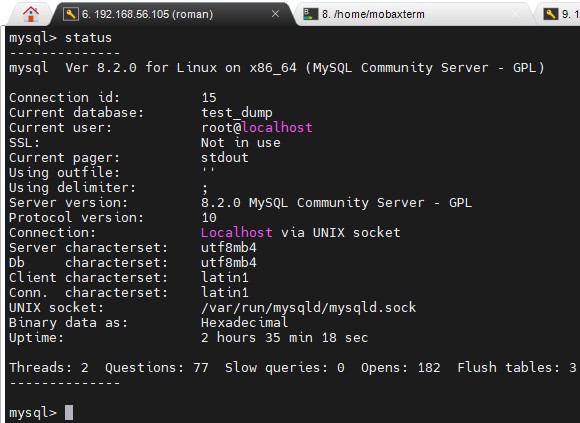 6. 192.168.56.105 (roman)
8. /home/mobaxterm
9. 1
mysql> status
--------------
mysql  Ver 8.2.0 for Linux on x86_64 (MySQL Community Server - GPL)

Connection id:          15
Current database:       test_dump
Current user:           root@localhost
SSL:                    Not in use
Current pager:          stdout
Using outfile:          ''
Using delimiter:        ;
Server version:         8.2.0 MySQL Community Server - GPL
Protocol version:       10
Connection:             Localhost via UNIX socket
Server characterset:    utf8mb4
Db     characterset:    utf8mb4
Client characterset:    latin1
Conn.  characterset:    latin1
UNIX socket:            /var/run/mysqld/mysqld.sock
Binary data as:         Hexadecimal
Uptime:                 2 hours 35 min 18 sec

Threads: 2  Questions: 77  Slow queries: 0  Opens: 182  Flush tables: 3
--------------

mysql>